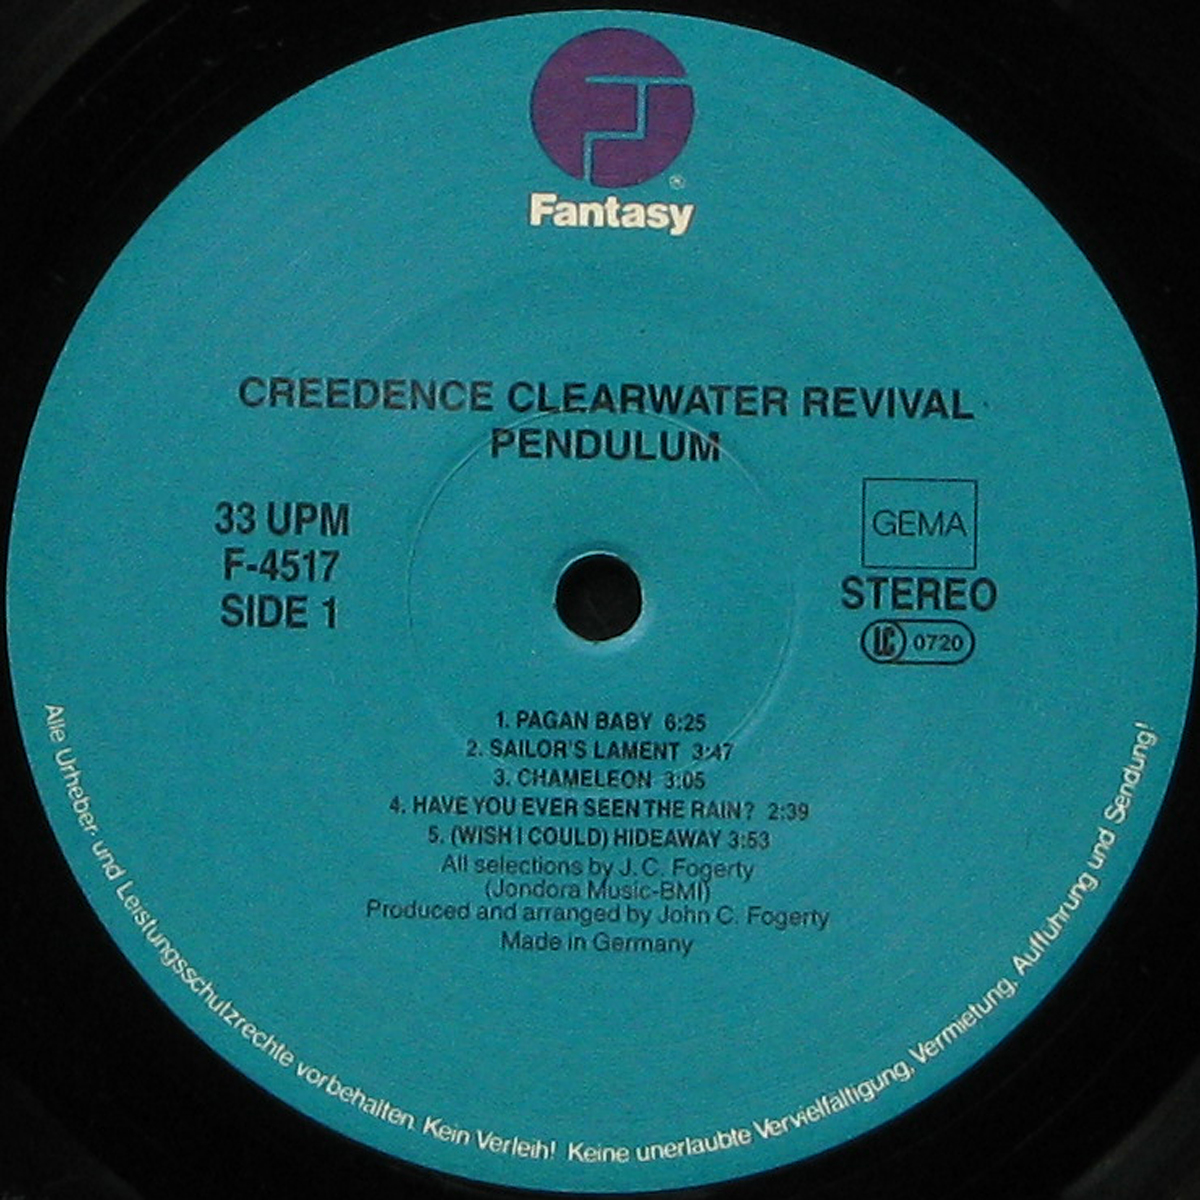 ®
Fantasy
CREEDENCE CLEARWATER REVIVAL
PENDULUM
33 UPM
F-4517
SIDE 1
GEMA
STEREO
LC 0720
1. PAGAN BABY 6:25
2. SAILOR'S LAMENT 3:47
3. CHAMELEON 3:05
4. HAVE YOU EVER SEEN THE RAIN? 2:39
5. (WISH I COULD) HIDEAWAY 3:53
All selections by J. C. Fogerty
(Jondora Music-BMI)
Produced and arranged by John C. Fogerty
Made in Germany
Alle Urheber- und Leistungsschutzrechte vorbehalten. Kein Verleih! Keine unerlaubte Vervielfältigung, Vermietung, Aufführung und Sendung!